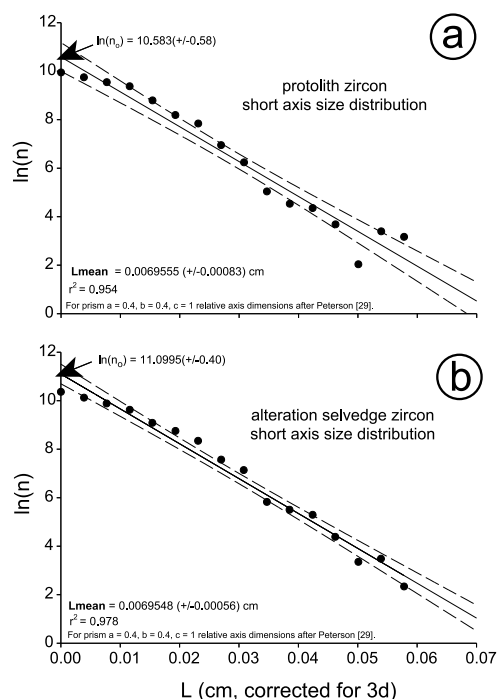 12
10
8
6
4
2
0
ln(n)
ln(nₒ) = 10.583(+/-0.58)
a
protolith zircon
short axis size distribution
Lmean = 0.0069555 (+/-0.00083) cm
r² = 0.954
For prism a = 0.4, b = 0.4, c = 1 relative axis dimensions after Peterson [29].
12
10
8
6
4
2
0
ln(n)
ln(nₒ) = 11.0995(+/-0.40)
b
alteration selvedge zircon
short axis size distribution
Lmean = 0.0069548 (+/-0.00056) cm
r² = 0.978
For prism a = 0.4, b = 0.4, c = 1 relative axis dimensions after Peterson [29].
0.00 0.01 0.02 0.03 0.04 0.05 0.06 0.07
L (cm, corrected for 3d)